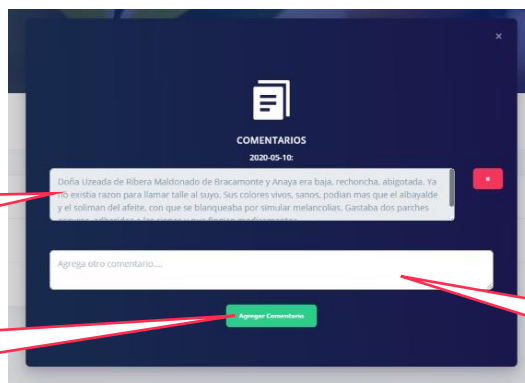 COMENTARIOS
2020-05-10:
Doña Uzeada de Ribera Maldonado de Bracamonte y Anaya era baja, rechoncha, abigotada. Ya
no existia razon para llamar talle al suyo. Sus colores vivos, sanos, podian mas que el albayalde
y el soliman del afeite, con que se blanqueaba por simular melancolias. Gastaba dos parches
Agrega otro comentario....
Agregar Comentario